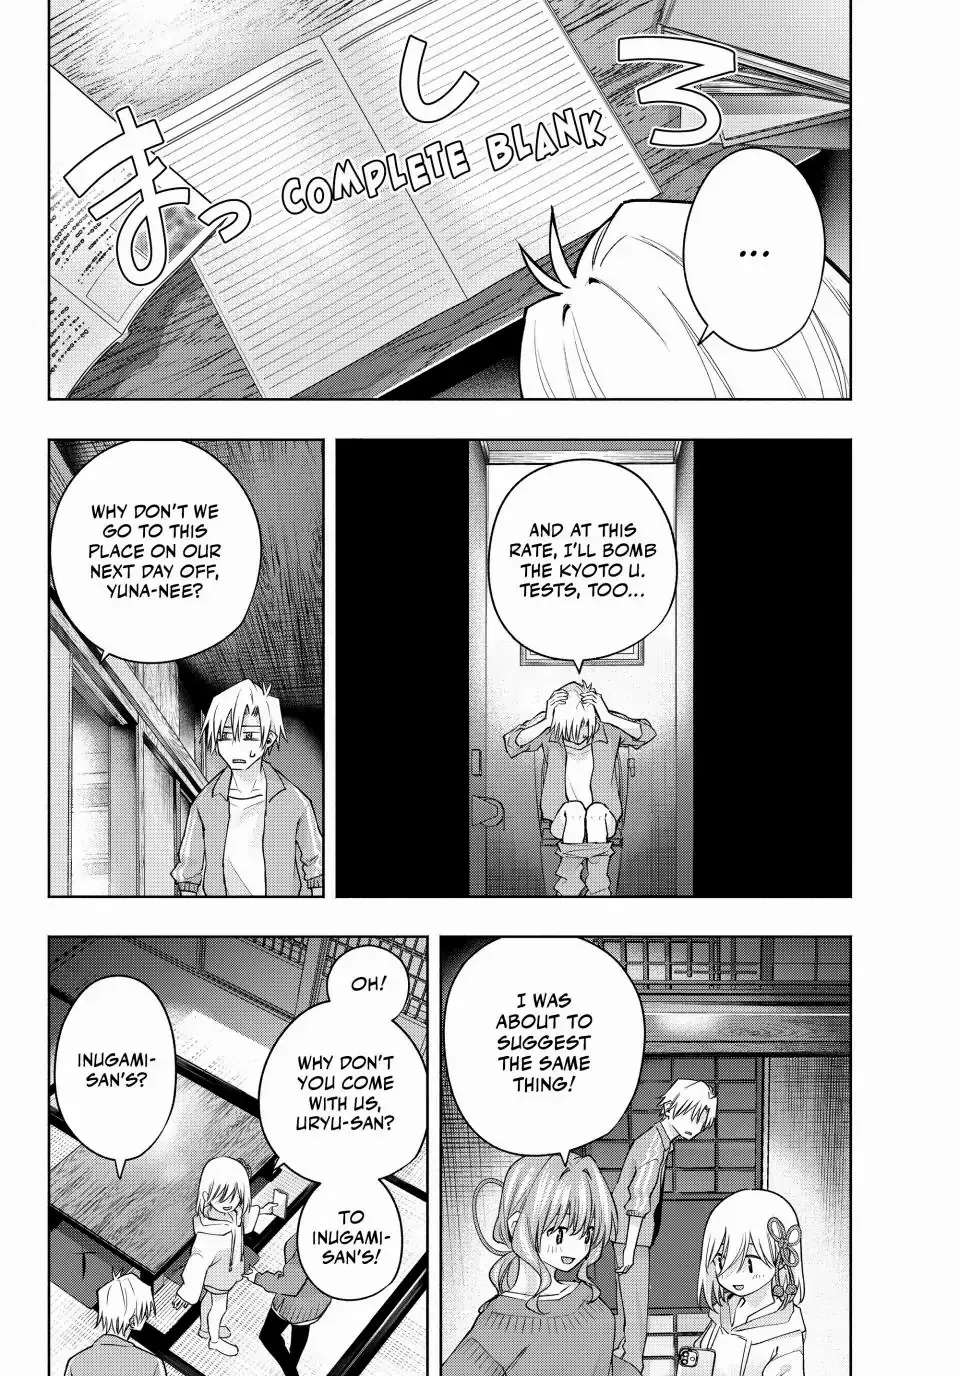 まっ
しろ
COMPLETE BLANK
...
AND AT THIS
RATE, I'LL BOMB
THE KYOTO U.
TESTS, TOO...
WHY DON'T WE
GO TO THIS
PLACE ON OUR
NEXT DAY OFF,
YUNA-NEE?
I WAS
ABOUT TO
SUGGEST
THE SAME
THING!
OH!
WHY DON'T
YOU COME
WITH US,
URYU-SAN?
TO
INUGAMI-
SAN'S!
INUGAMI-
SAN'S?